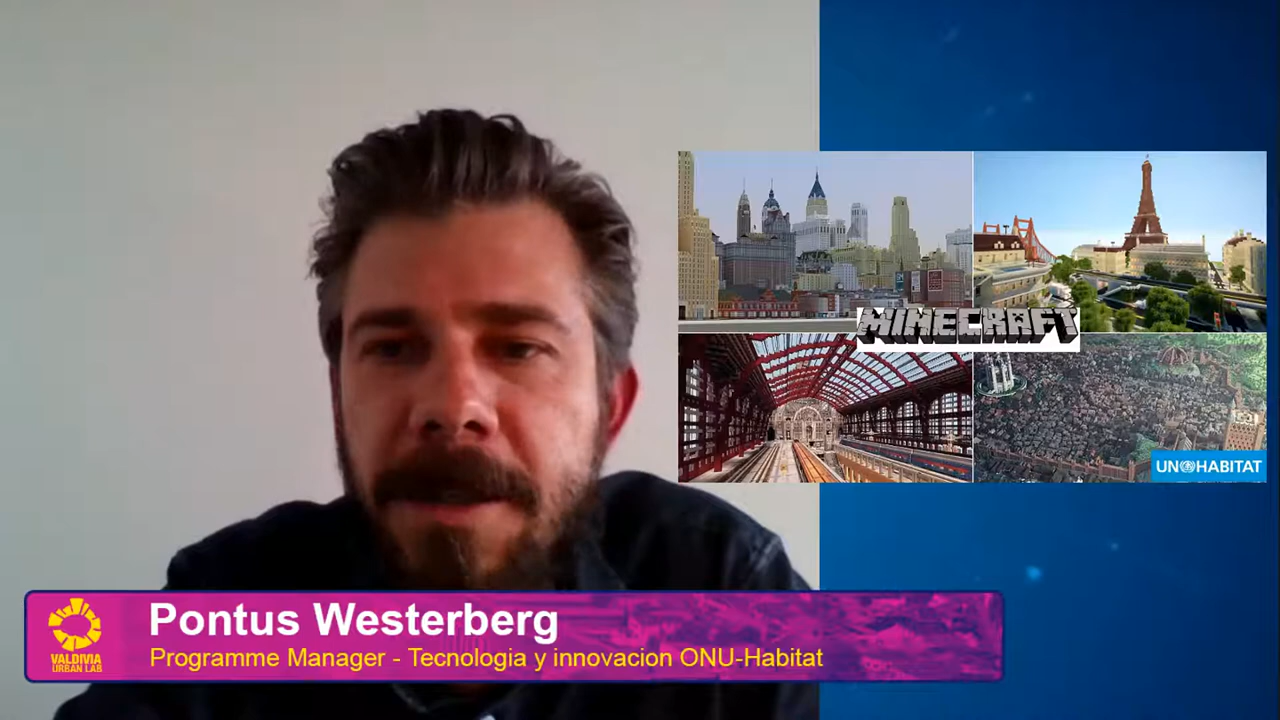 MINECRAFT
UN HABITAT
Pontus Westerberg
Programme Manager - Tecnologia y innovacion ONU-Habitat
VALDIVIA
URBAN LAB